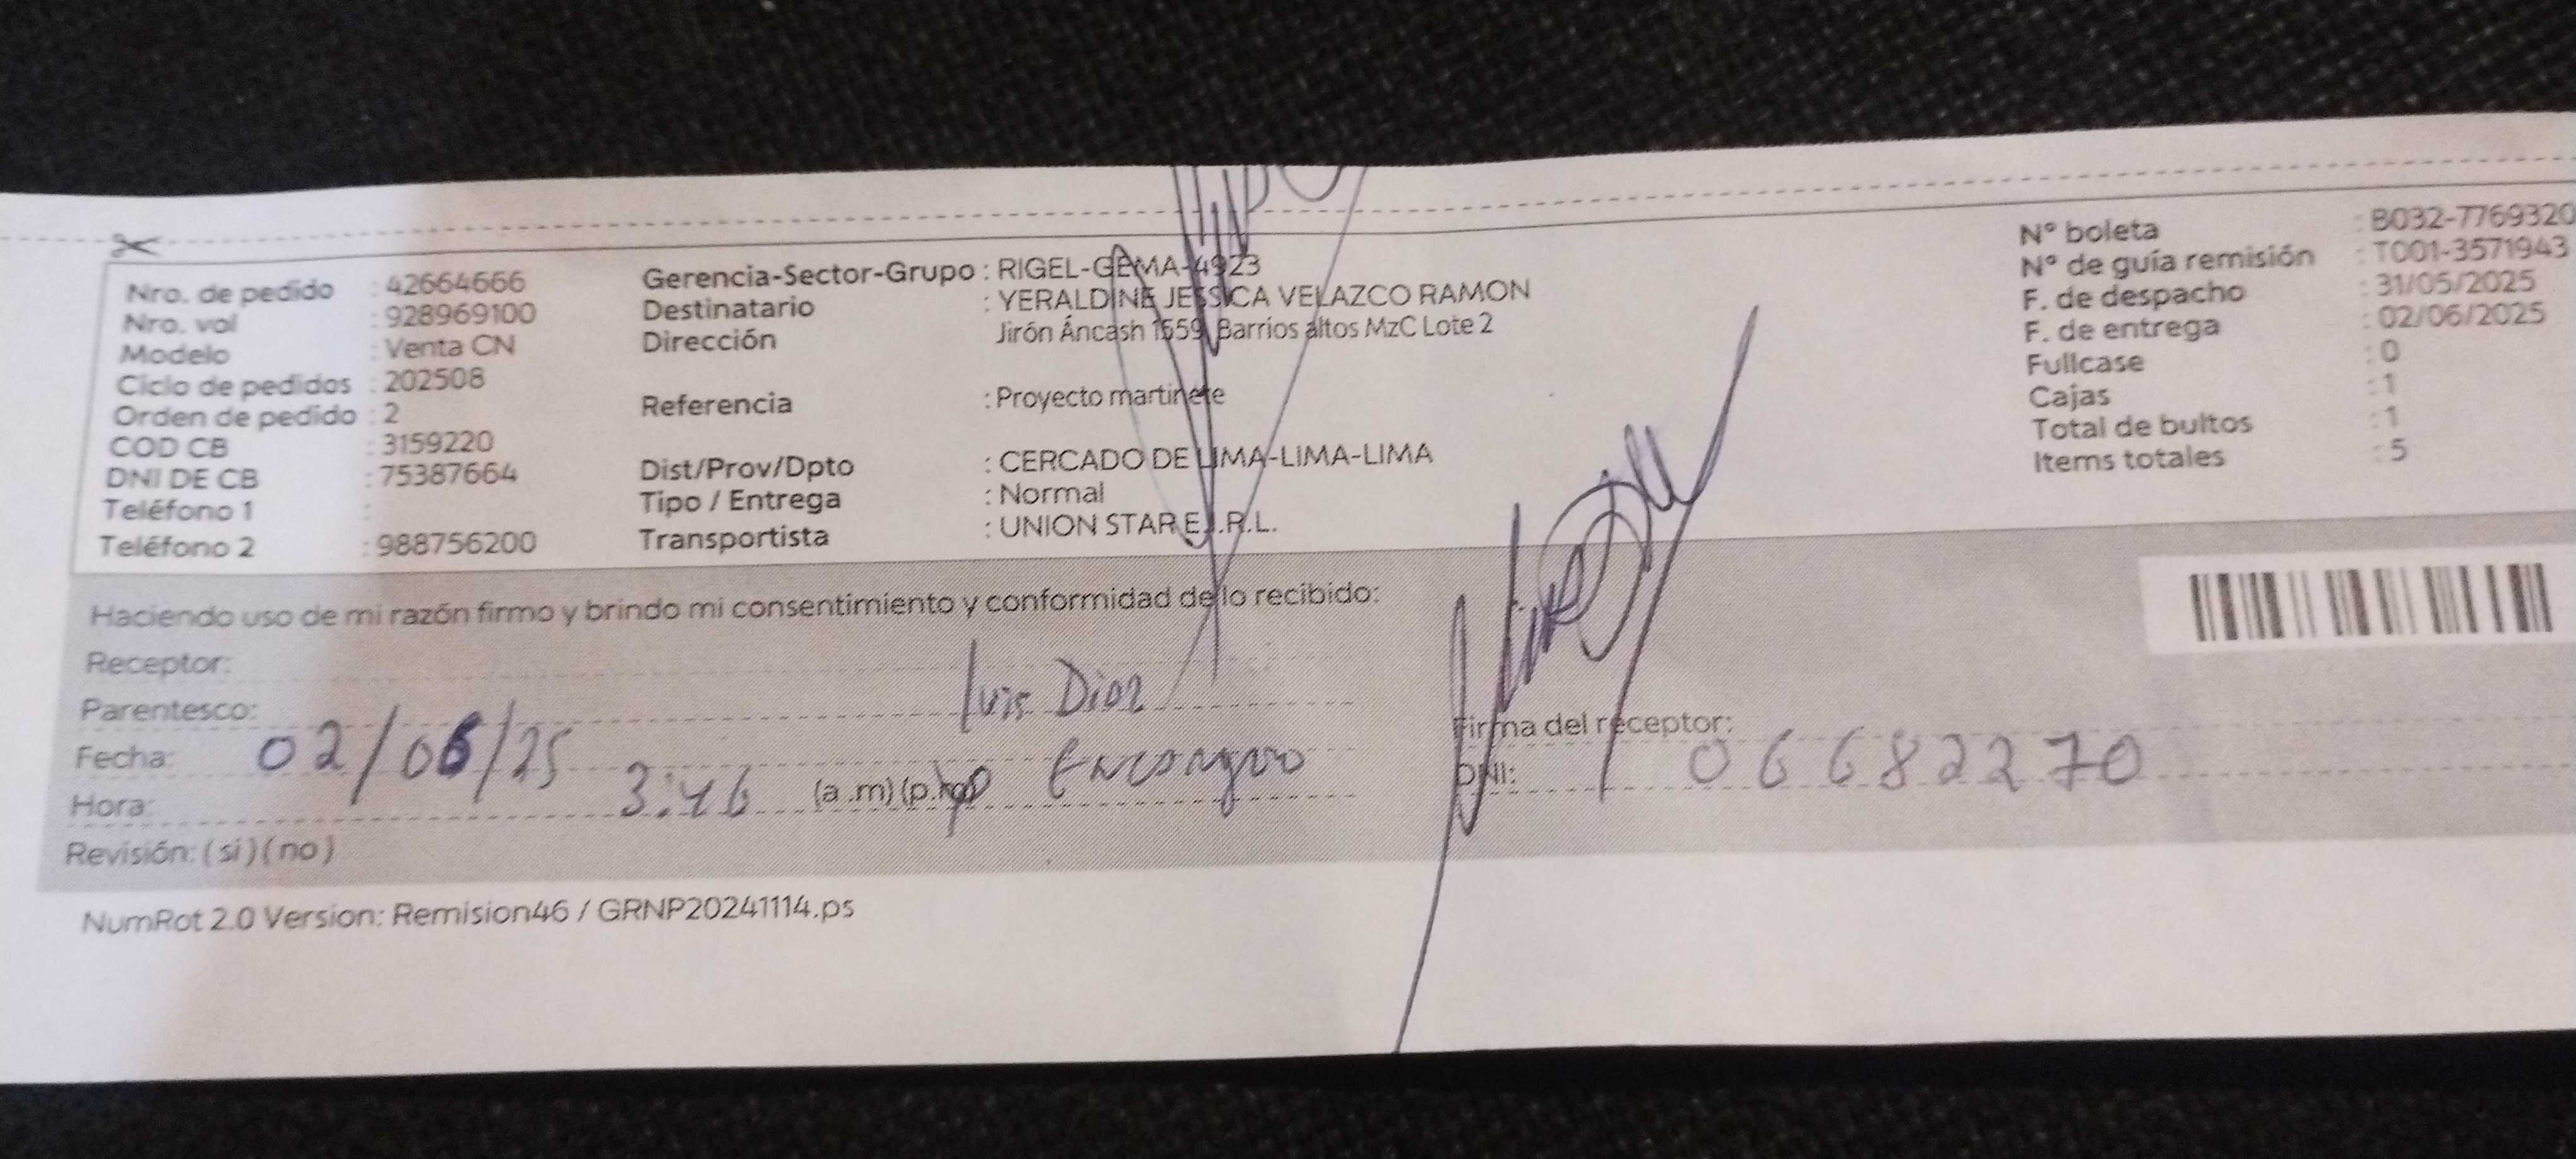 Nro. de pedido : 42664666
Nro. val : 928969100
Modelo : Venta CN
Ciclo de pedidos : 202508
Orden de pedido : 2
COD CB : 3159220
DNI DE CB : 75387664
Teléfono 1 :
Teléfono 2 : 988756200
Gerencia-Sector-Grupo : RIGEL-GEMA-4923
Destinatario : YERALDINE JESSICA VELAZCO RAMON
Dirección Jirón Áncash 1559, Barrios altos MzC Lote 2
Referencia : Proyecto martinete
Dist/Prov/Dpto : CERCADO DE LIMA-LIMA-LIMA
Tipo / Entrega : Normal
Transportista : UNION STAR E.I.R.L.
N° boleta : B032-7769320
N° de guía remisión : T001-3571943
F. de despacho : 31/05/2025
F. de entrega : 02/06/2025
Fullcase : 0
Cajas : 1
Total de bultos : 1
Items totales : 5
Haciendo uso de mi razón firmo y brindo mi consentimiento y conformidad de lo recibido:
Receptor:
Parentesco: Luis Dioz
Fecha: 02/06/25
Hora: 3:46 (a .m) (p.m)
Revisión: ( si ) ( no )
Firma del receptor:
DNI: 06682270
NumRot 2.0 Version: Remision46 / GRNP20241114.ps